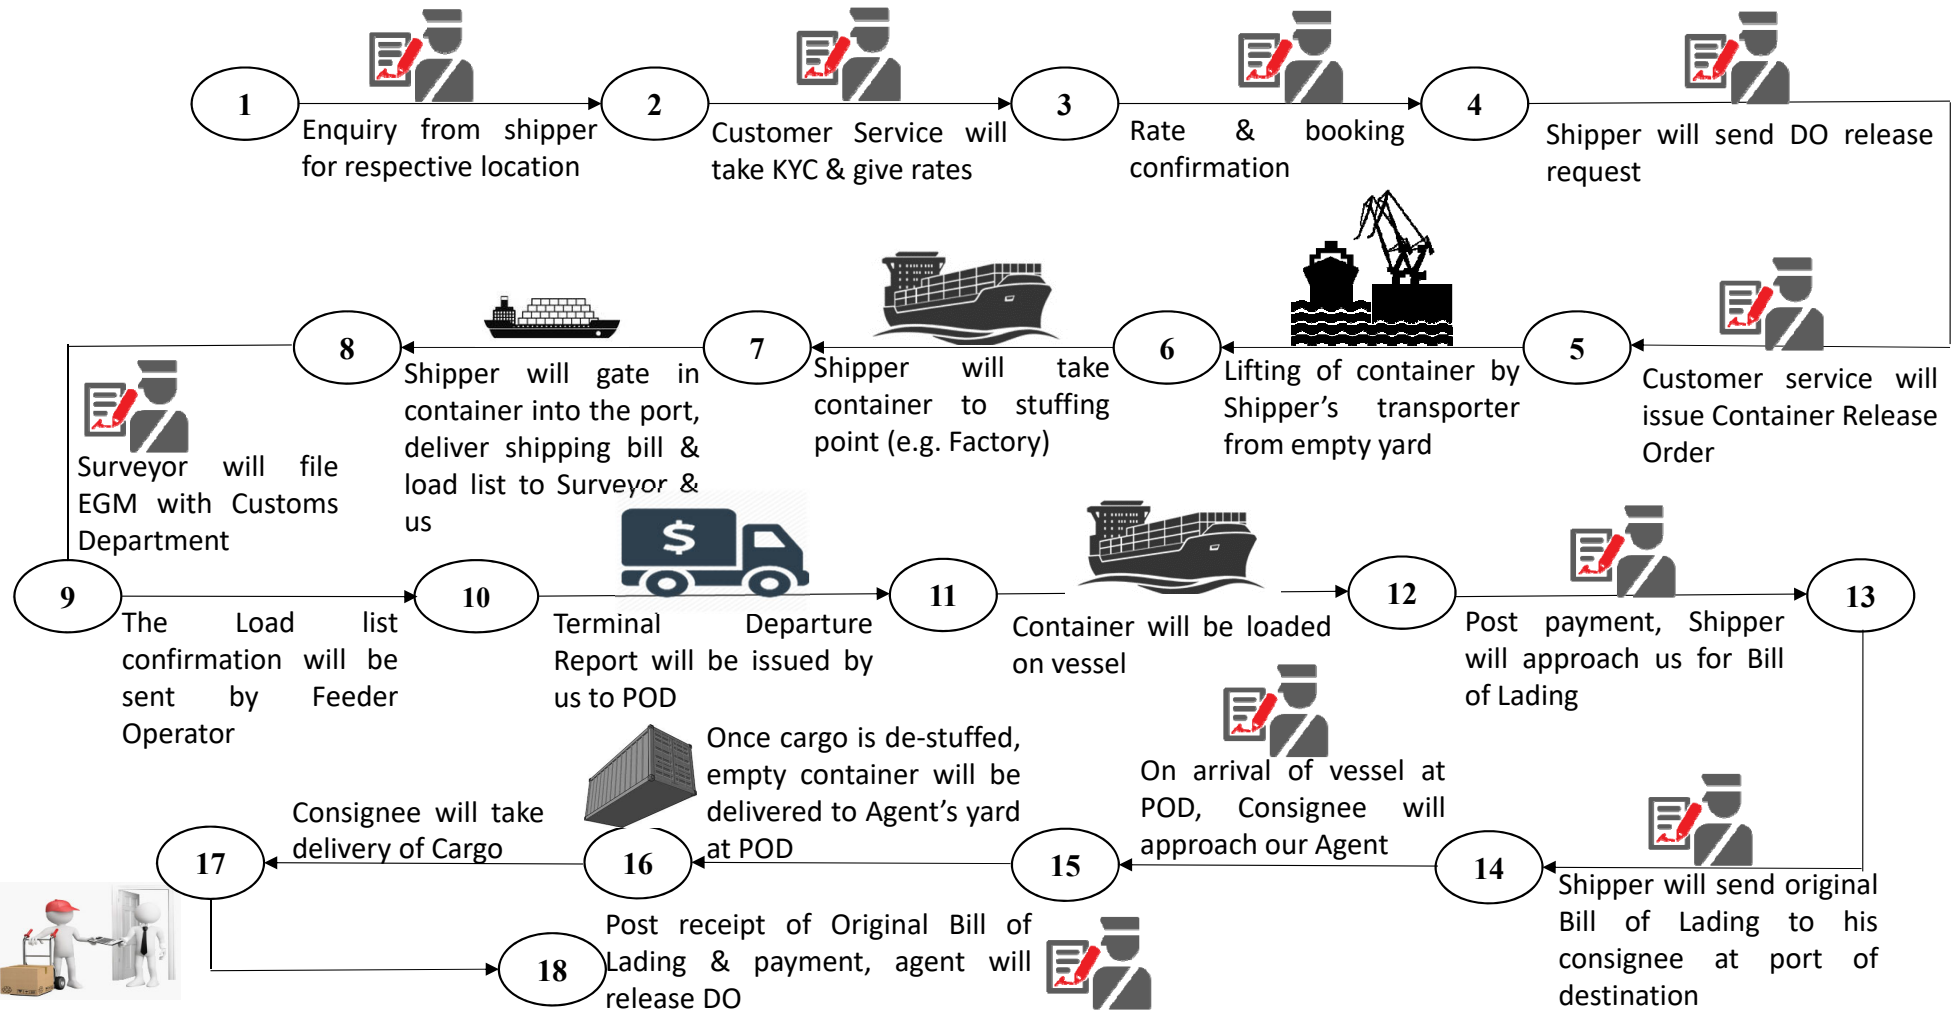 1
Enquiry from shipper
for respective location
2
Customer Service will
take KYC & give rates
3
Rate & booking
confirmation
4
Shipper will send DO release
request
5
Customer service will
issue Container Release
Order
6
Lifting of container by
Shipper's transporter
from empty yard
7
Shipper will take
container to stuffing
point (e.g. Factory)
8
Shipper will gate in
container into the port,
deliver shipping bill &
load list to Surveyor &
us
Surveyor will file
EGM with Customs
Department
9
The Load list
confirmation will be
sent by Feeder
Operator
10
$
Terminal Departure
Report will be issued by
us to POD
11
Container will be loaded
on vessel
12
Post payment, Shipper
will approach us for Bill
of Lading
13
Shipper will send original
Bill of Lading to his
consignee at port of
destination
14
On arrival of vessel at
POD, Consignee will
approach our Agent
15
Once cargo is de-stuffed,
empty container will be
delivered to Agent's yard
at POD
16
Consignee will take
delivery of Cargo
17
18
Post receipt of Original Bill of
Lading & payment, agent will
release DO